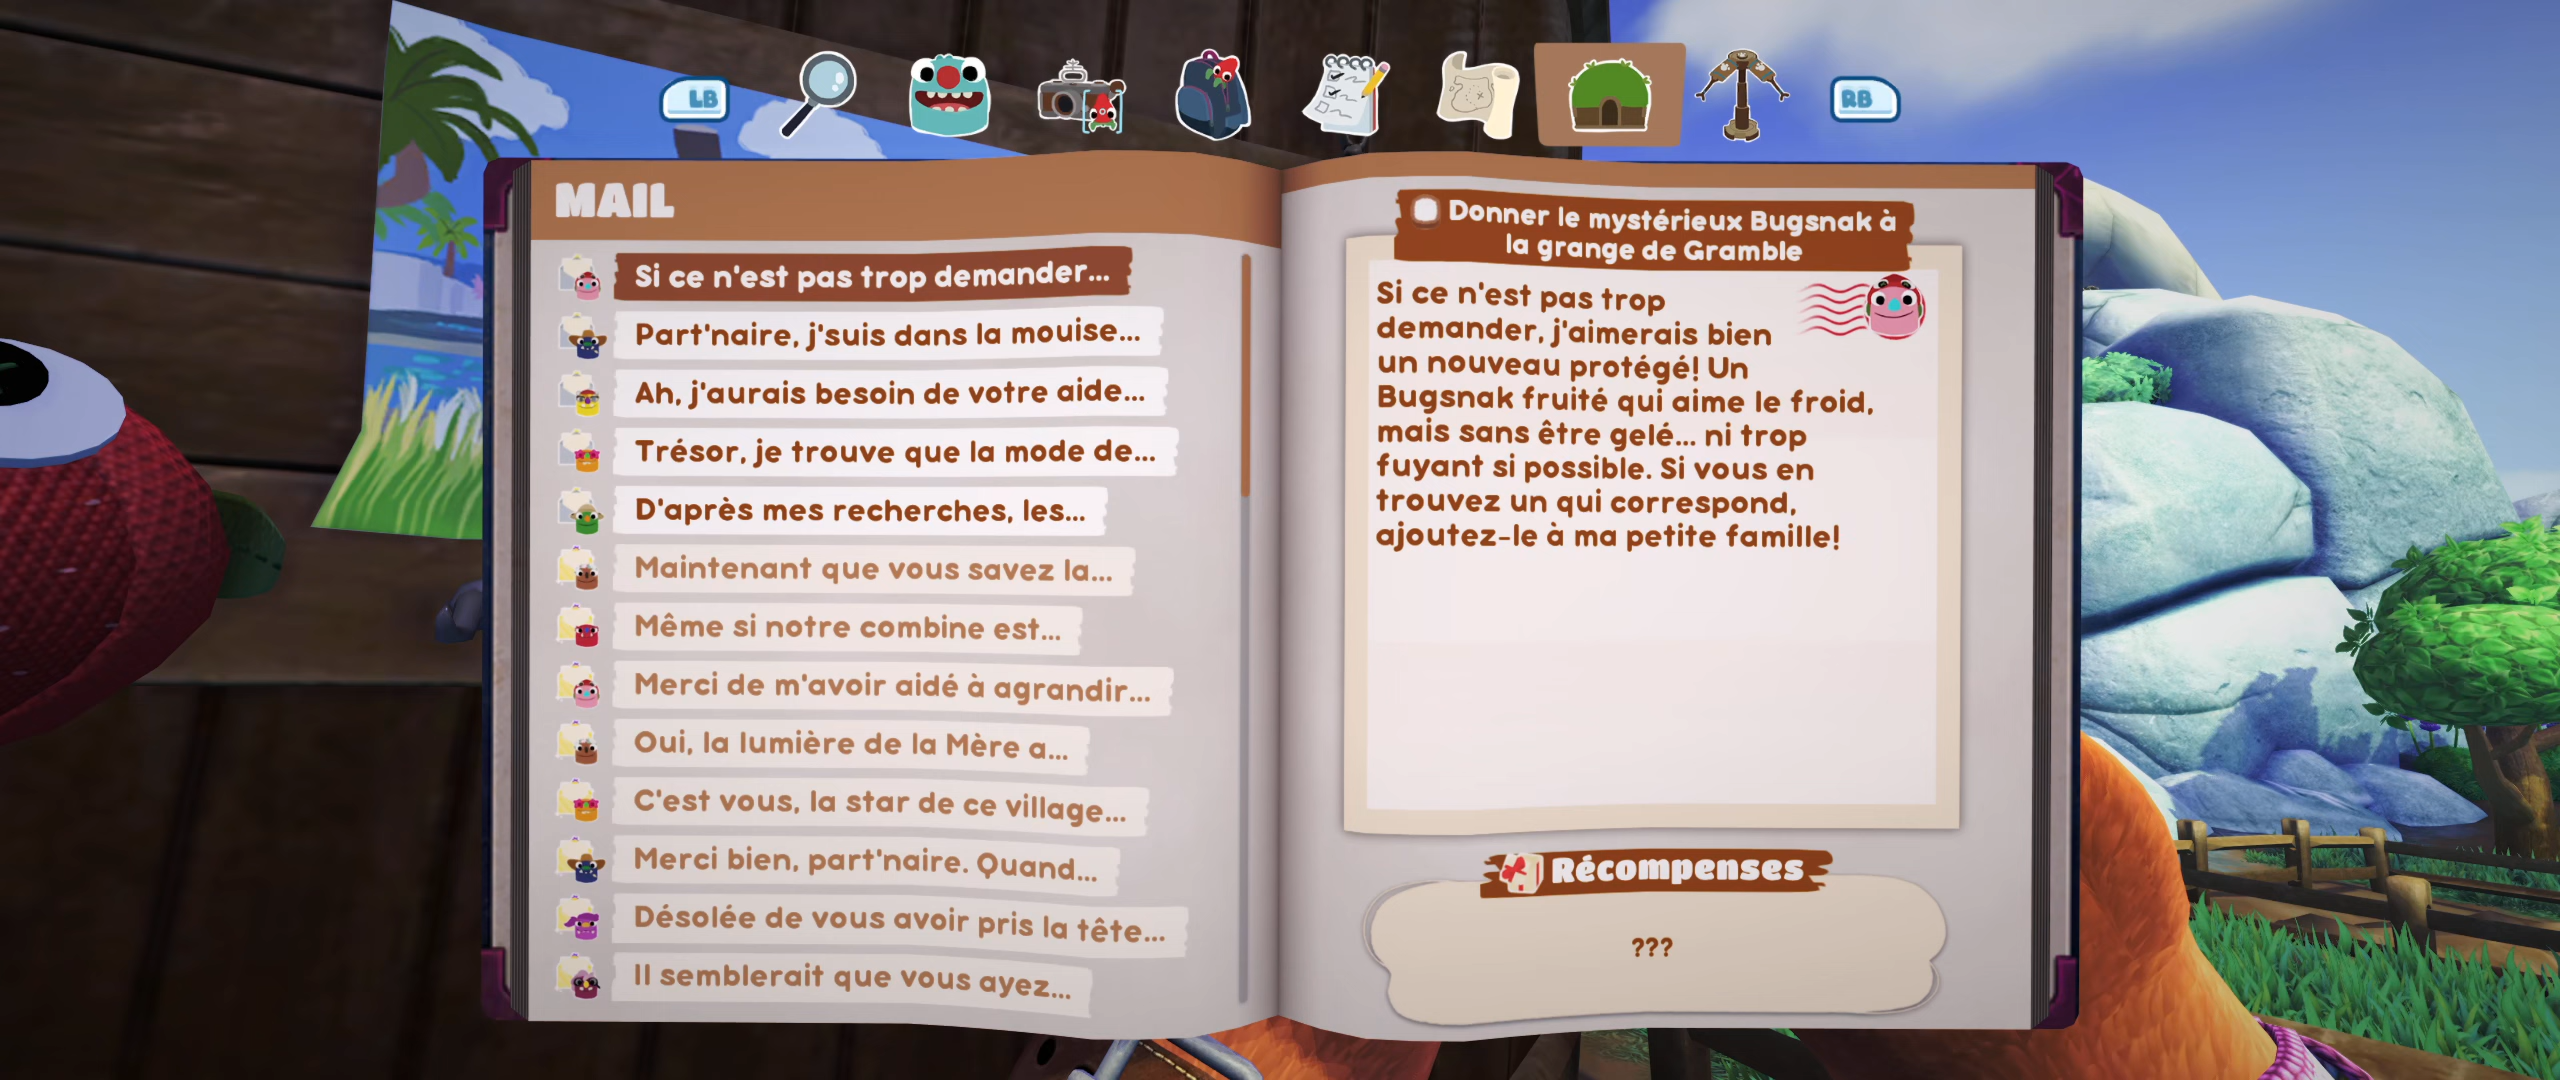 LB
RB
MAIL
Si ce n'est pas trop demander...
Part'naire, j'suis dans la mouise...
Ah, j'aurais besoin de votre aide...
Trésor, je trouve que la mode de...
D'après mes recherches, les...
Maintenant que vous savez la...
Même si notre combine est...
Merci de m'avoir aidé à agrandir...
Oui, la lumière de la Mère a...
C'est vous, la star de ce village...
Merci bien, part'naire. Quand...
Désolée de vous avoir pris la tête...
Il semblerait que vous ayez...
Donner le mystérieux Bugsnak à
la grange de Gramble
Si ce n'est pas trop
demander, j'aimerais bien
un nouveau protégé! Un
Bugsnak fruité qui aime le froid,
mais sans être gelé... ni trop
fuyant si possible. Si vous en
trouvez un qui correspond,
ajoutez-le à ma petite famille!
Récompenses
???